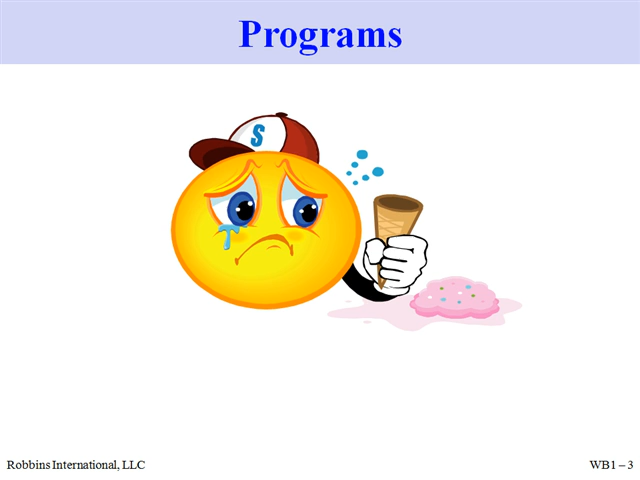 Programs
S
Robbins International, LLC
WB1 – 3